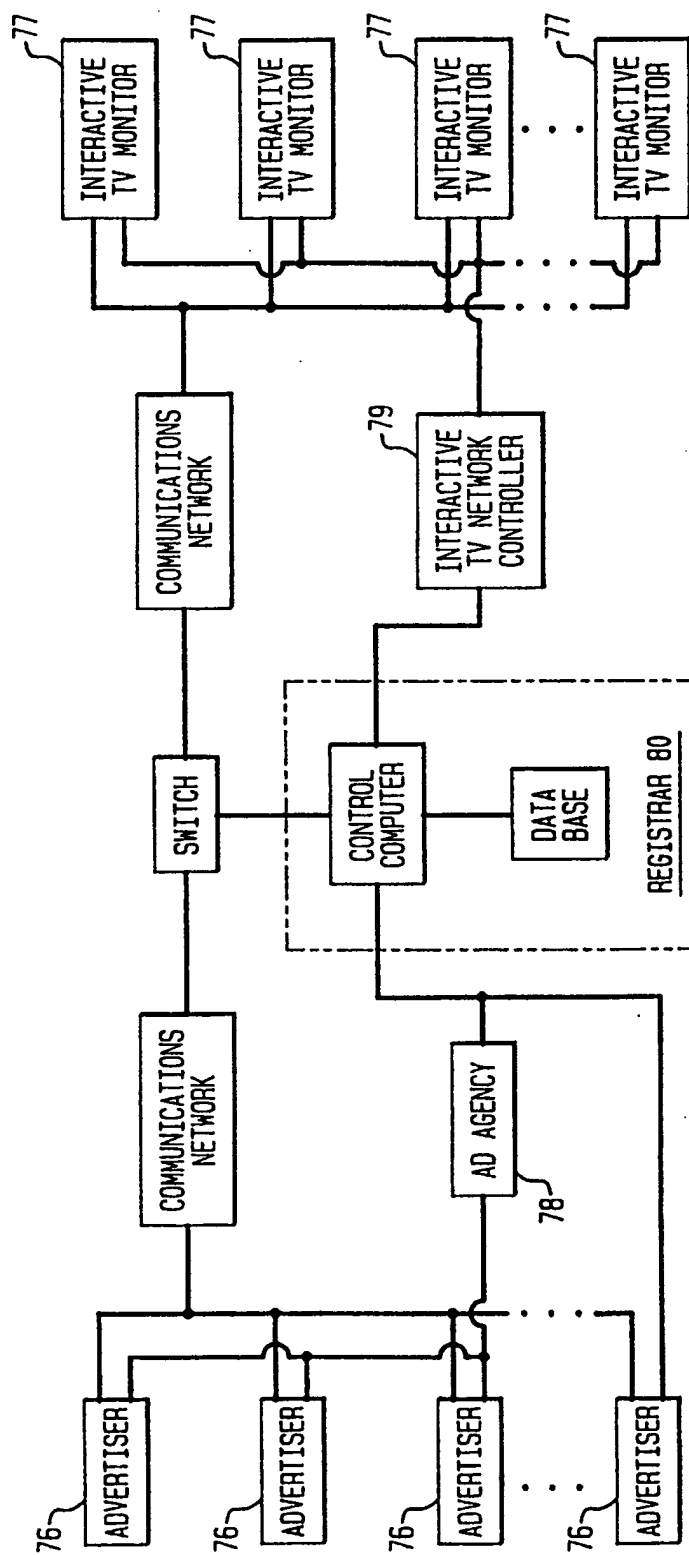 76
ADVERTISER
76
ADVERTISER
76
ADVERTISER
76
ADVERTISER
COMMUNICATIONS
NETWORK
AD AGENCY
78
SWITCH
CONTROL
COMPUTER
DATA
BASE
REGISTRAR 80
COMMUNICATIONS
NETWORK
79
INTERACTIVE
TV NETWORK
CONTROLLER
77
INTERACTIVE
TV MONITOR
77
INTERACTIVE
TV MONITOR
77
INTERACTIVE
TV MONITOR
77
INTERACTIVE
TV MONITOR